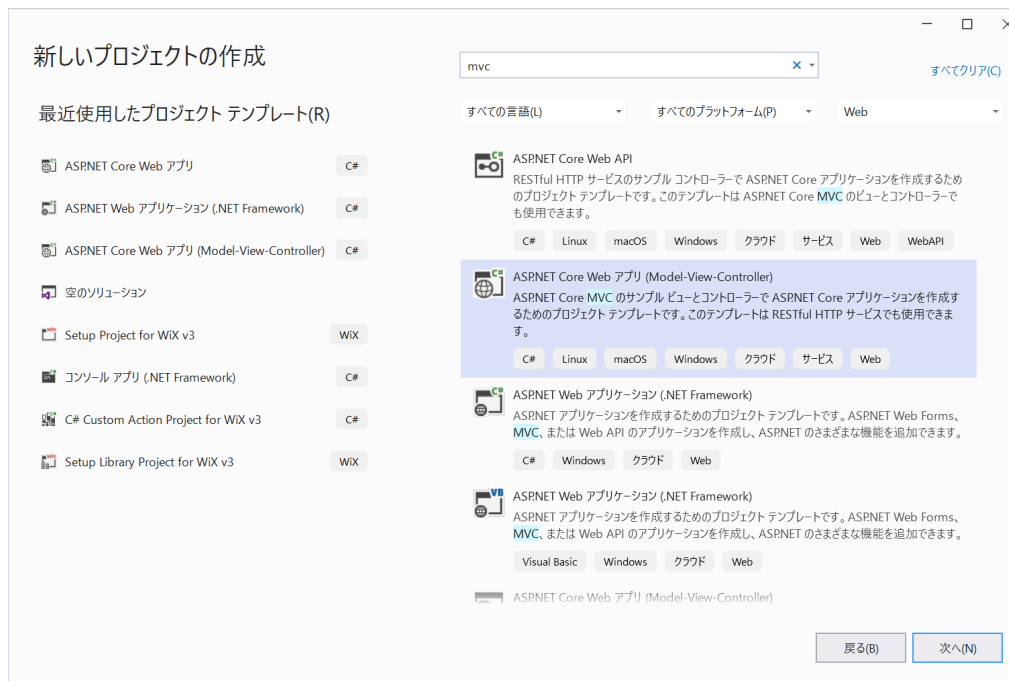 新しいプロジェクトの作成
mvc
すべてクリア(C)
最近使用したプロジェクト テンプレート(R)
すべての言語(L)
すべてのプラットフォーム(P)
Web
ASP.NET Core Web アプリ
C#
ASP.NET Web アプリケーション (.NET Framework)
C#
ASP.NET Core Web アプリ (Model-View-Controller)
C#
空のソリューション
Setup Project for WiX v3
WiX
コンソール アプリ (.NET Framework)
C#
C# Custom Action Project for WiX v3
C#
Setup Library Project for WiX v3
WiX
ASP.NET Core Web API
RESTful HTTP サービスのサンプル コントローラーで ASP.NET Core アプリケーションを作成するため
のプロジェクト テンプレートです。このテンプレートは ASP.NET Core MVC のビューとコントローラーで
も使用できます。
C# Linux macOS Windows クラウド サービス Web WebAPI
ASP.NET Core Web アプリ (Model-View-Controller)
ASP.NET Core MVC のサンプル ビューとコントローラーで ASP.NET Core アプリケーションを作成す
るためのプロジェクト テンプレートです。このテンプレートは RESTful HTTP サービスでも使用できま
す。
C# Linux macOS Windows クラウド サービス Web
ASP.NET Web アプリケーション (.NET Framework)
ASP.NET アプリケーションを作成するためのプロジェクト テンプレートです。ASP.NET Web Forms、
MVC、または Web API のアプリケーションを作成し、ASP.NET のさまざまな機能を追加できます。
C# Windows クラウド Web
ASP.NET Web アプリケーション (.NET Framework)
ASP.NET アプリケーションを作成するためのプロジェクト テンプレートです。ASP.NET Web Forms、
MVC、または Web API のアプリケーションを作成し、ASP.NET のさまざまな機能を追加できます。
Visual Basic Windows クラウド Web
ASP.NET Core Web アプリ (Model-View-Controller)
戻る(B)
次へ(N)